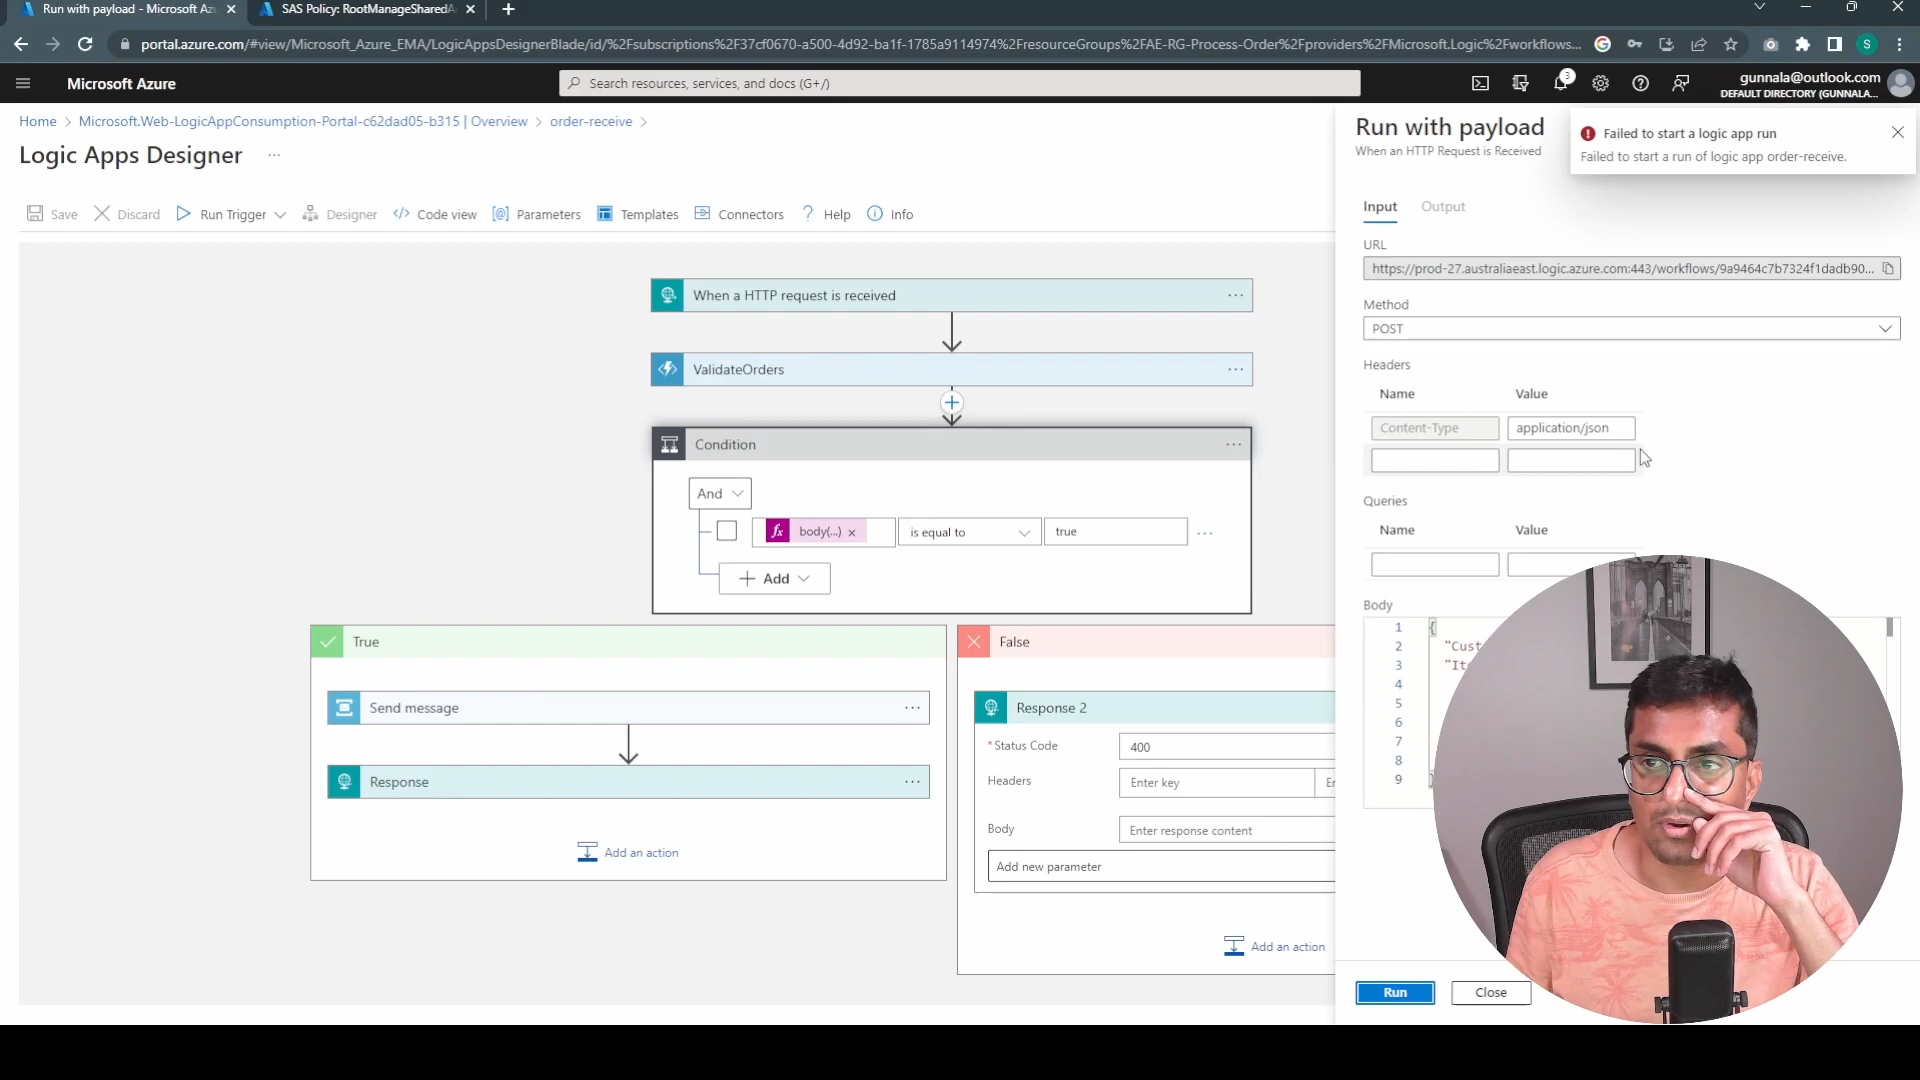 Run with payload - Microsoft Az
SAS Policy: RootManageSharedA
portal.azure.com/#view/Microsoft_Azure_EMA/LogicAppsDesignerBlade/id/%2Fsubscriptions%2F37cf0670-a500-4d92-ba1f-1785a9114974%2FresourceGroups%2FAE-RG-Process-Order%2Fproviders%2FMicrosoft.Logic%2Fworkflows...
S
Microsoft Azure
Search resources, services, and docs (G+/)
3
gunnala@outlook.com
DEFAULT DIRECTORY (GUNNALA...
Home > Microsoft.Web-LogicAppConsumption-Portal-c62dad05-b315 | Overview > order-receive >
Logic Apps Designer ...
Save Discard Run Trigger Designer Code view Parameters Templates Connectors Help Info
When a HTTP request is received
ValidateOrders
Condition
And
body(...) × is equal to true
+ Add
True
Send message
Response
Add an action
False
Response 2
* Status Code 400
Headers Enter key
Body Enter response content
Add new parameter
Add an action
Run with payload
When an HTTP Request is Received
Failed to start a logic app run
Failed to start a run of logic app order-receive.
Input Output
URL
https://prod-27.australiaeast.logic.azure.com:443/workflows/9a9464c7b7324f1dadb90...
Method
POST
Headers
Name Value
Content-Type application/json
Queries
Name Value
Body
1 {
2 "Cust
3 "It
4
5
6
7
8
9 }
Run Close